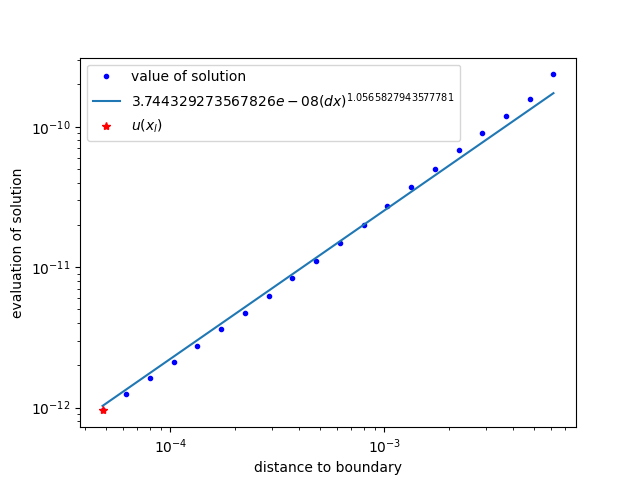 value of solution
3.744329273567826e − 08(dx)^1.0565827943577781
u(x_l)
10^−10
10^−11
10^−12
evaluation of solution
10^−4
10^−3
distance to boundary